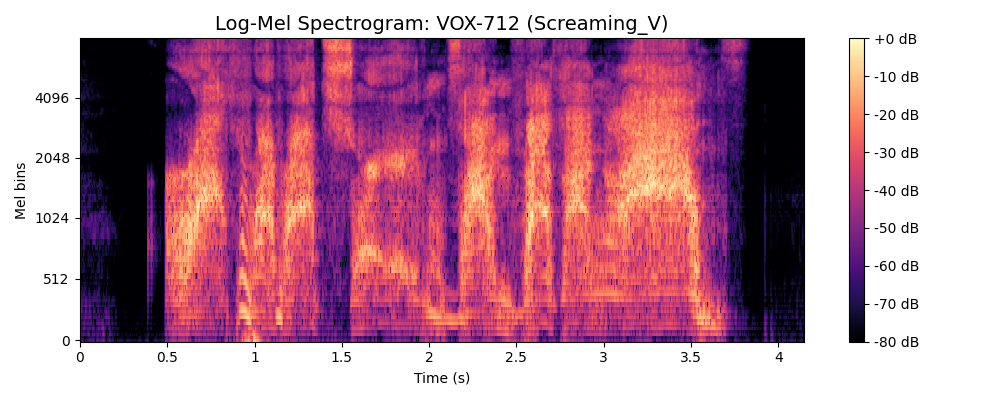 Log-Mel Spectrogram: VOX-712 (Screaming_V)
Mel bins
4096
2048
1024
512
0
0 0.5 1 1.5 2 2.5 3 3.5 4
Time (s)
+0 dB
-10 dB
-20 dB
-30 dB
-40 dB
-50 dB
-60 dB
-70 dB
-80 dB